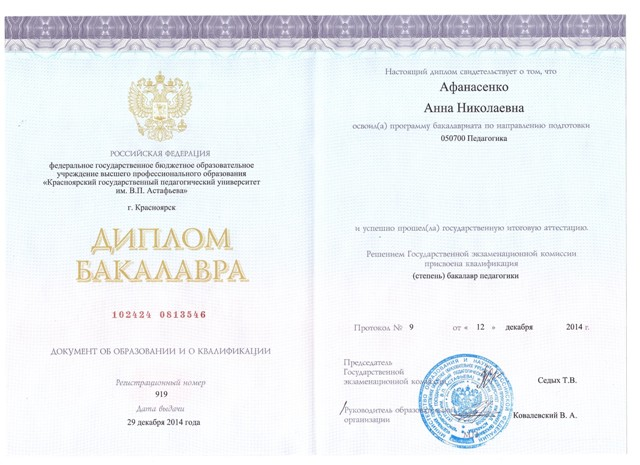 РОССИЙСКАЯ ФЕДЕРАЦИЯ
федеральное государственное бюджетное образовательное
учреждение высшего профессионального образования
«Красноярский государственный педагогический университет
им. В.П. Астафьева»
г. Красноярск
ДИПЛОМ
БАКАЛАВРА
102424 0813546
ДОКУМЕНТ ОБ ОБРАЗОВАНИИ И О КВАЛИФИКАЦИИ
Регистрационный номер
919
Дата выдачи
29 декабря 2014 года
Настоящий диплом свидетельствует о том, что
Афанасенко
Анна Николаевна
освоил(а) программу бакалавриата по направлению подготовки
050700 Педагогика
и успешно прошел(ла) государственную итоговую аттестацию.
Решением Государственной экзаменационной комиссии
присвоена квалификация
(степень) бакалавр педагогики
Протокол № 9 от « 12 » декабря 2014 г.
Председатель
Государственной
экзаменационной
Седых Т.В.
Руководитель
организации
Ковалевский В. А.